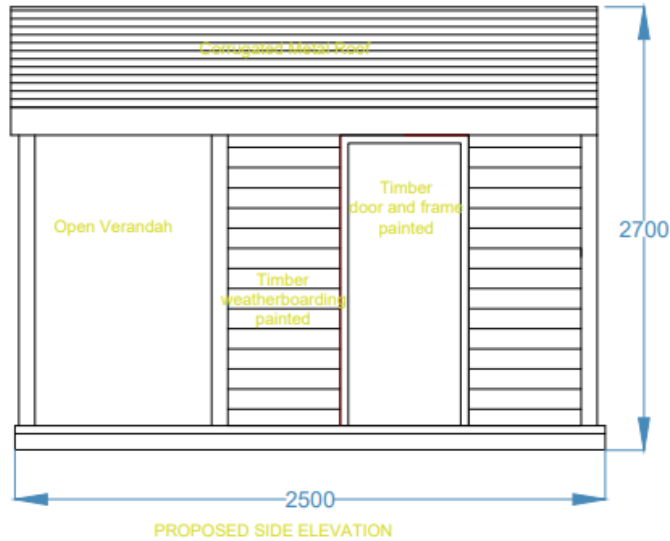 Corrugated Metal Roof
Open Verandah
Timber
door and frame
painted
Timber
weatherboarding
painted
2700
2500
PROPOSED SIDE ELEVATION